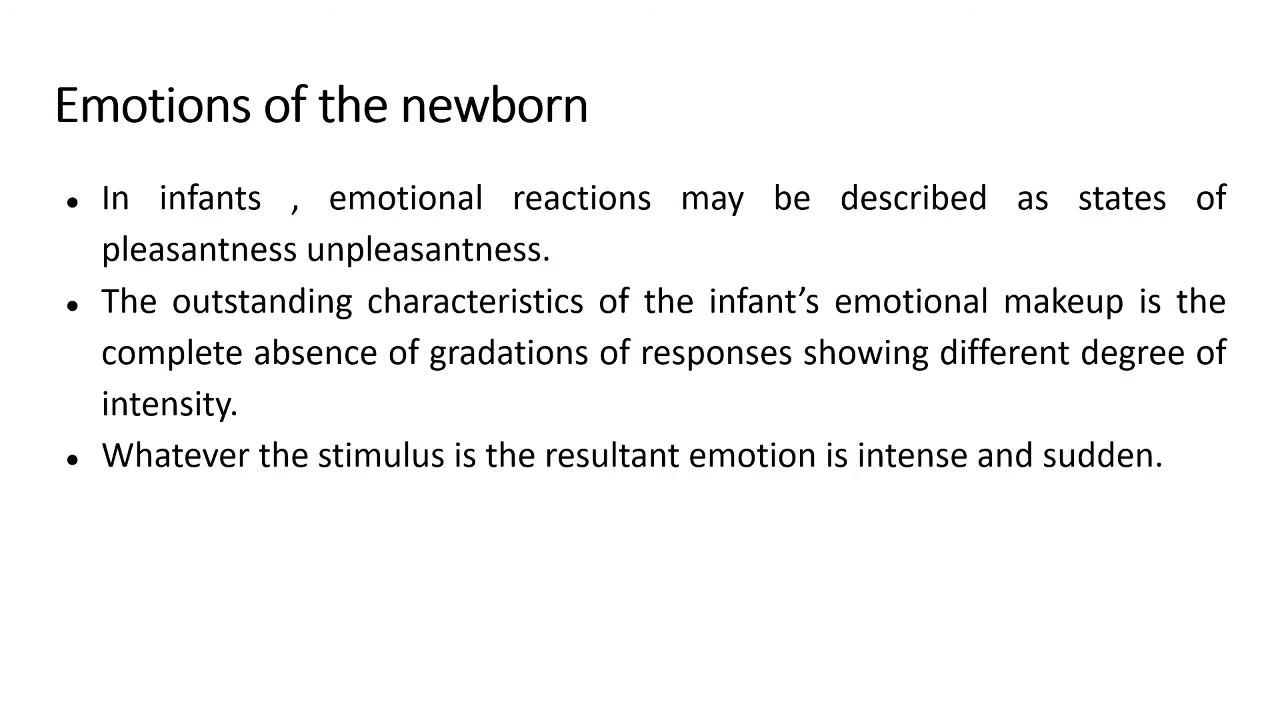 Emotions of the newborn
• In infants , emotional reactions may be described as states of
pleasantness unpleasantness.
• The outstanding characteristics of the infant’s emotional makeup is the
complete absence of gradations of responses showing different degree of
intensity.
• Whatever the stimulus is the resultant emotion is intense and sudden.